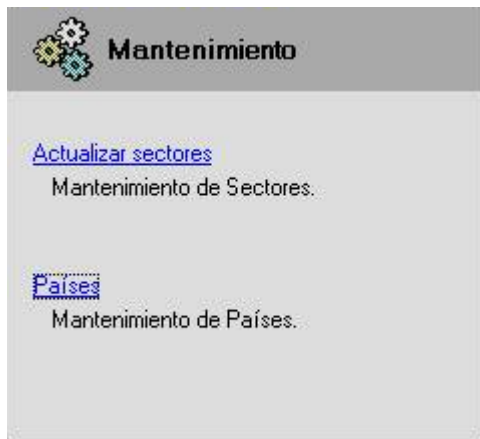 Mantenimiento
Actualizar sectores
Mantenimiento de Sectores.
Países
Mantenimiento de Países.